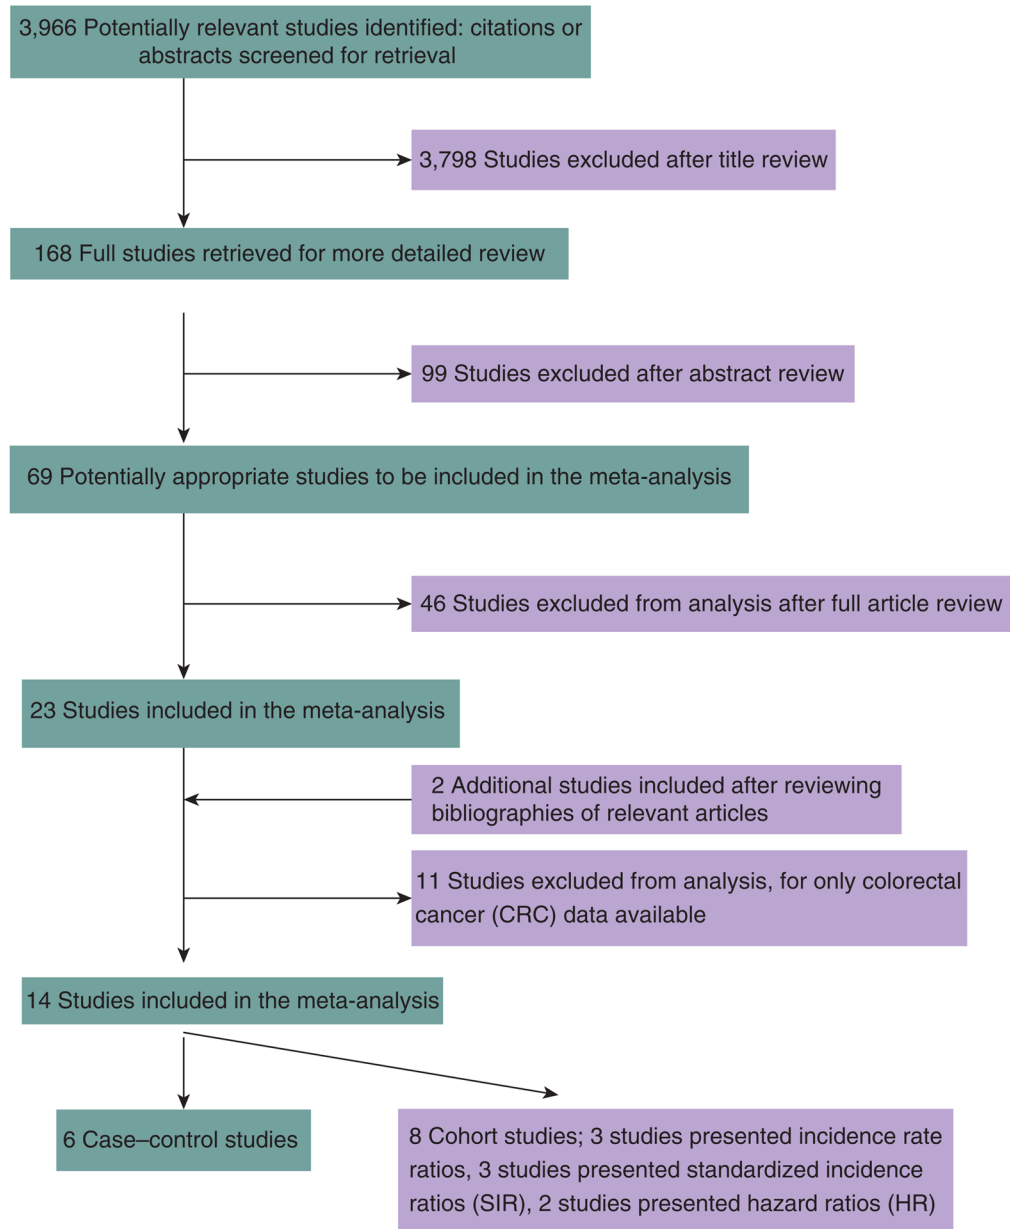 3,966 Potentially relevant studies identified: citations or
abstracts screened for retrieval
3,798 Studies excluded after title review
168 Full studies retrieved for more detailed review
99 Studies excluded after abstract review
69 Potentially appropriate studies to be included in the meta-analysis
46 Studies excluded from analysis after full article review
23 Studies included in the meta-analysis
2 Additional studies included after reviewing
bibliographies of relevant articles
11 Studies excluded from analysis, for only colorectal
cancer (CRC) data available
14 Studies included in the meta-analysis
6 Case–control studies
8 Cohort studies; 3 studies presented incidence rate
ratios, 3 studies presented standardized incidence
ratios (SIR), 2 studies presented hazard ratios (HR)